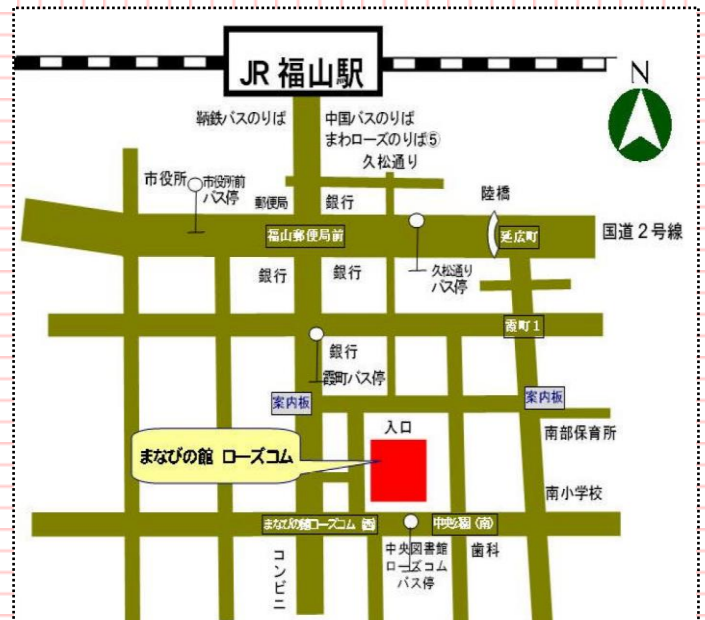 JR 福山駅
N
鞆鉄バスのりば
中国バスのりば
まわローズのりば⑤
久松通り
市役所
市役所前
バス停
郵便局
銀行
陸橋
福山郵便局前
延広町
国道2号線
銀行
銀行
久松通り
バス停
霞町1
銀行
霞町バス停
案内板
案内板
入口
南部保育所
まなびの館 ローズコム
南小学校
まなびの館ローズコム
(南)
中央図書館
ローズコム
バス停
歯科
コンビニ